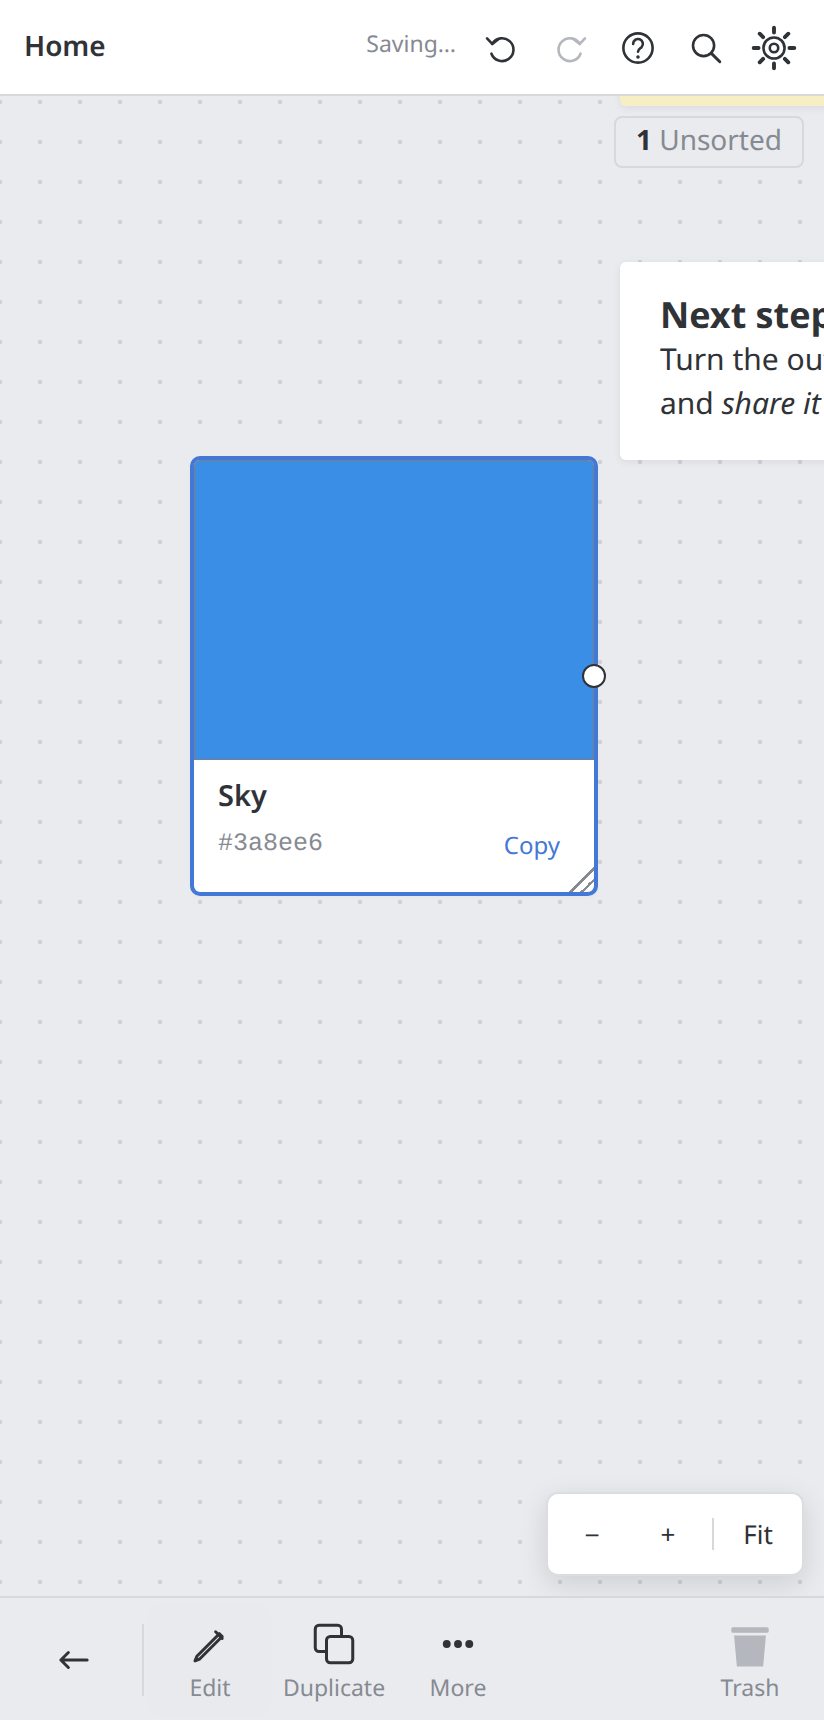 Home
Saving...
1 Unsorted
Next step
Turn the ou
and share it
Sky
#3a8ee6
Copy
− + Fit
Edit
Duplicate
More
Trash